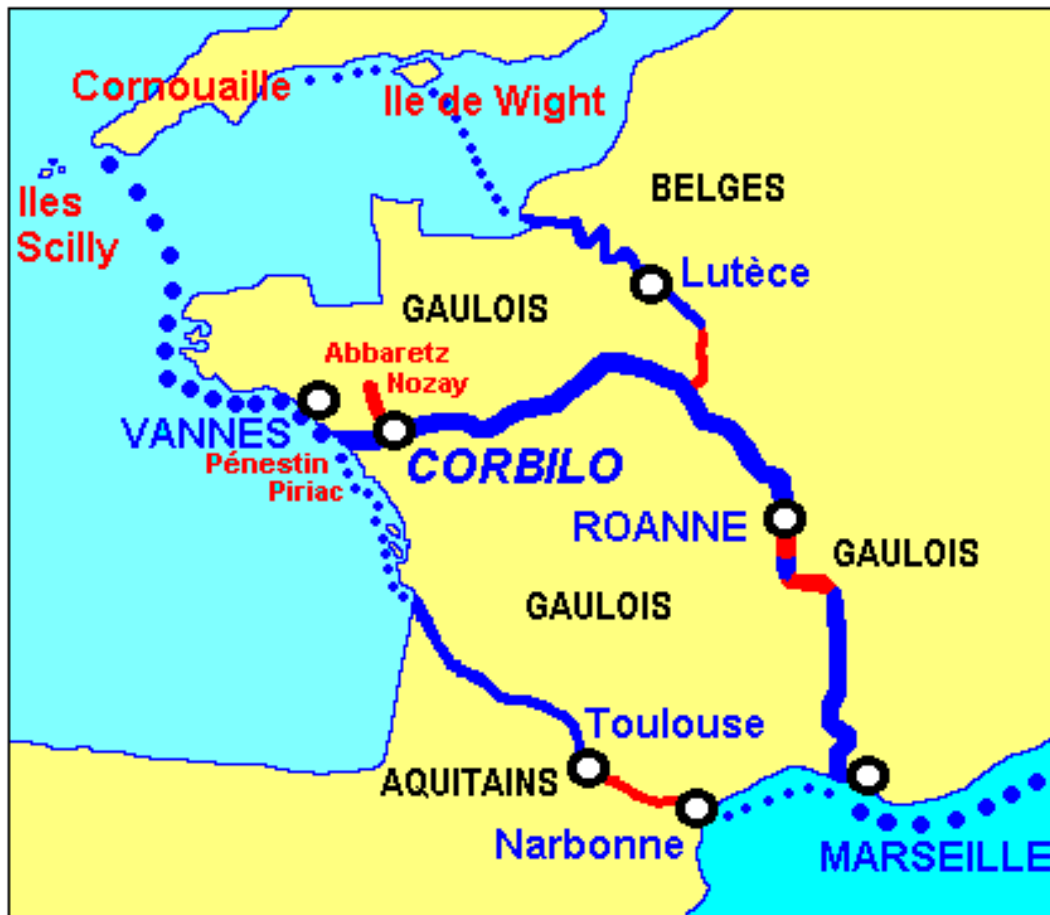 Cornouaille
Ile de Wight
BELGES
Iles
Scilly
Lutèce
GAULOIS
Abbaretz
Nozay
VANNES
CORBILO
Pénestin
Piriac
ROANNE
GAULOIS
GAULOIS
Toulouse
AQUITAINS
Narbonne
MARSEILLE